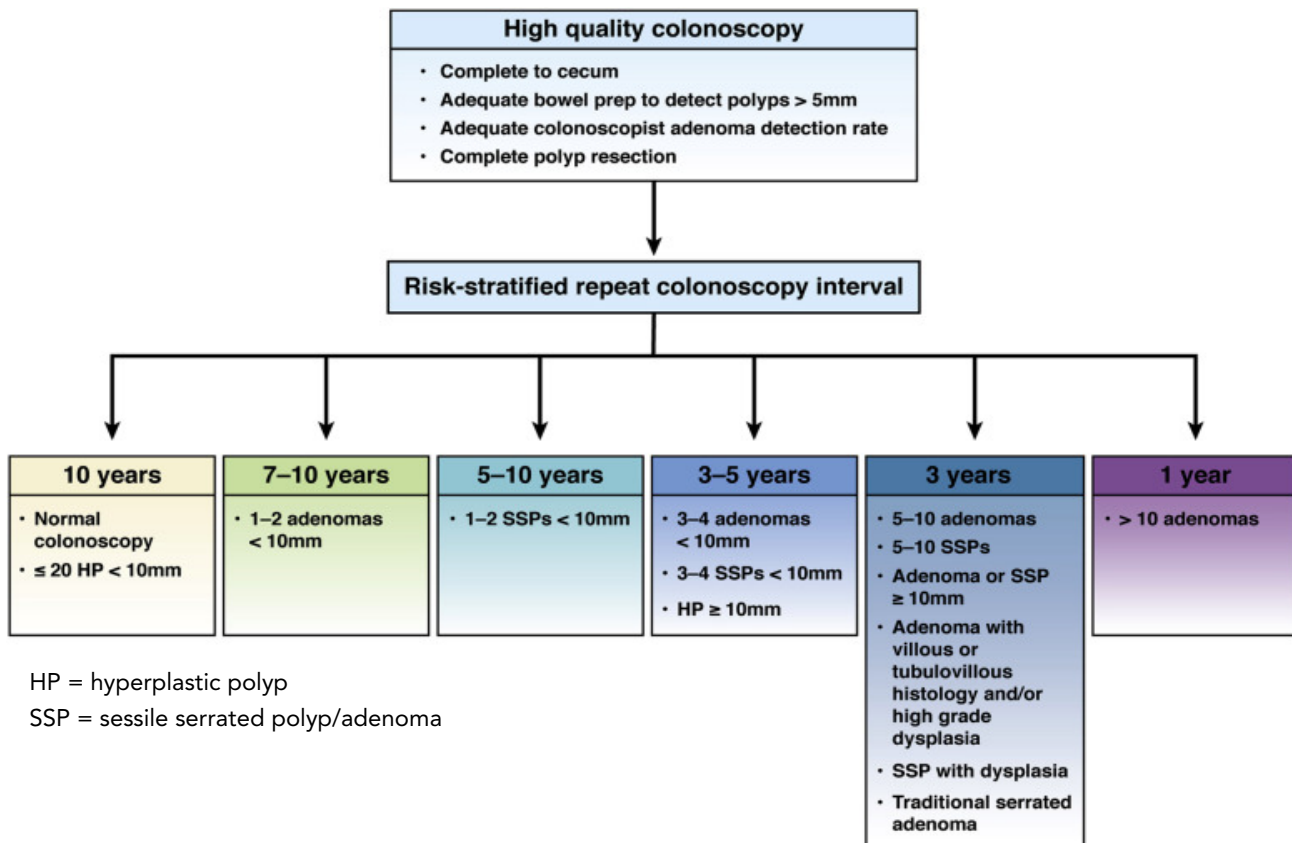 High quality colonoscopy
· Complete to cecum
· Adequate bowel prep to detect polyps > 5mm
· Adequate colonoscopist adenoma detection rate
· Complete polyp resection
Risk-stratified repeat colonoscopy interval
10 years
· Normal
colonoscopy
· ≤ 20 HP < 10mm
7–10 years
· 1–2 adenomas
< 10mm
5–10 years
· 1–2 SSPs < 10mm
3–5 years
· 3–4 adenomas
< 10mm
· 3–4 SSPs < 10mm
· HP ≥ 10mm
3 years
· 5–10 adenomas
· 5–10 SSPs
· Adenoma or SSP
≥ 10mm
· Adenoma with
villous or
tubulovillous
histology and/or
high grade
dysplasia
· SSP with dysplasia
· Traditional serrated
adenoma
1 year
· > 10 adenomas
HP = hyperplastic polyp
SSP = sessile serrated polyp/adenoma